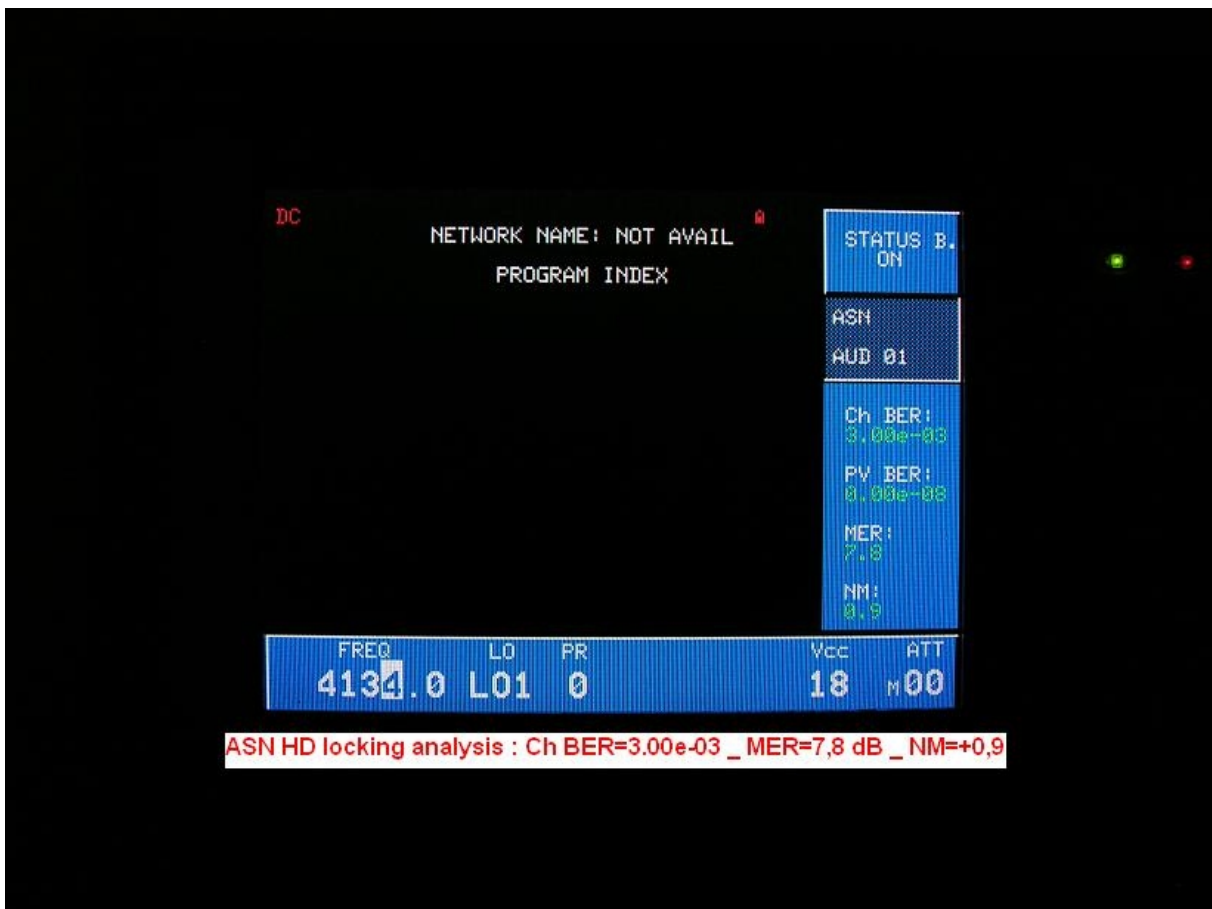 DC
NETWORK NAME: NOT AVAIL
PROGRAM INDEX
STATUS B.
ON
ASN
AUD 01
Ch BER:
3.00e-03
PV BER:
0.00e-08
MER:
7.8
NM:
0.9
FREQ LO PR Vcc ATT
4134.0 LO1 0 18 M00
ASN HD locking analysis : Ch BER=3.00e-03 _ MER=7,8 dB _ NM=+0,9